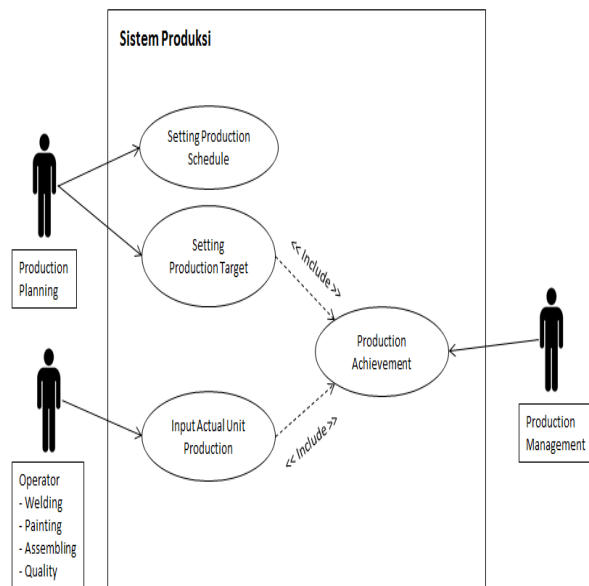 Sistem Produksi
Setting Production
Schedule
Production
Planning
Setting
Production Target
<< Include >>
Production
Achievement
Production
Management
Input Actual Unit
Production
<< Include >>
Operator
- Welding
- Painting
- Assembling
- Quality